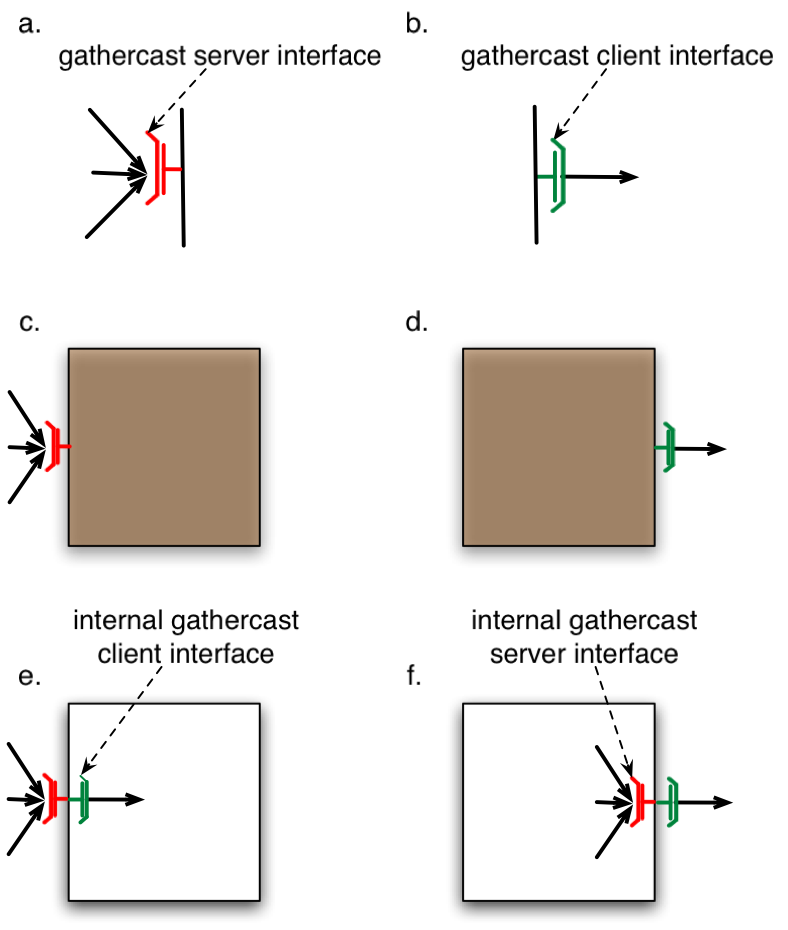 a.
gathercast server interface
b.
gathercast client interface
c.
d.
internal gathercast
client interface
e.
internal gathercast
server interface
f.